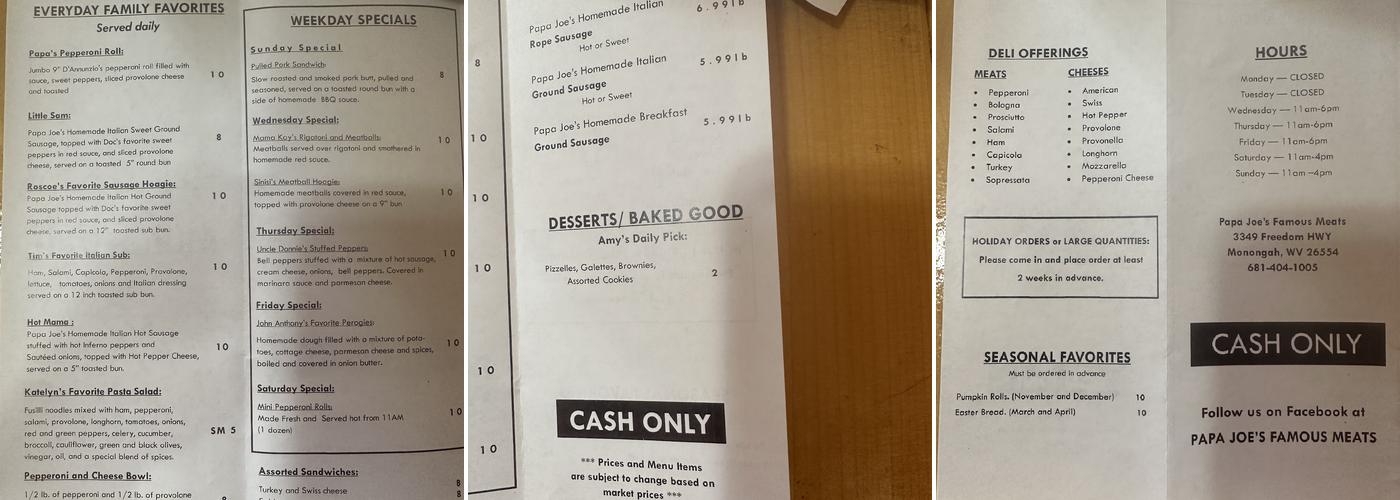 EVERYDAY FAMILY FAVORITES
Served daily
Papa's Pepperoni Roll:
Jumbo 9" D'Annunzio's pepperoni roll filled with
sauce, sweet peppers, sliced provolone cheese
and toasted
10
Little Sam:
Papa Joe's Homemade Italian Sweet Ground
Sausage, topped with Doc's favorite sweet
peppers in red sauce, and sliced provolone
cheese, served on a toasted 5" round bun
8
Roscoe's Favorite Sausage Hoagie:
Papa Joe's Homemade Italian Hot Ground
Sausage topped with Doc's favorite sweet
peppers in red sauce, and sliced provolone
cheese, served on a 12" toasted sub bun.
10
Tim's Favorite Italian Sub:
Ham, Salami, Capicola, Pepperoni, Provolone,
lettuce, tomatoes, onions and Italian dressing
served on a 12 inch toasted sub bun.
10
Hot Mama :
Papa Joe's Homemade Italian Hot Sausage
stuffed with hot Inferno peppers and
Sautéed onions, topped with Hot Pepper Cheese,
served on a 5" toasted bun.
10
Katelyn's Favorite Pasta Salad:
Fusilli noodles mixed with ham, pepperoni,
salami, provolone, longhorn, tomatoes, onions,
red and green peppers, celery, cucumber,
broccoli, cauliflower, green and black olives,
vinegar, oil, and a special blend of spices.
SM 5
Pepperoni and Cheese Bowl:
1/2 lb. of pepperoni and 1/2 lb. of provolone
WEEKDAY SPECIALS
Sunday Special
Pulled Pork Sandwich:
Slow roasted and smoked pork butt, pulled and
seasoned, served on a toasted round bun with a
side of homemade BBQ sauce.
8
Wednesday Special:
Mama Kay's Rigatoni and Meatballs:
Meatballs served over rigatoni and smothered in
homemade red sauce.
10
Sinisi's Meatball Hoagie:
Homemade meatballs covered in red sauce,
topped with provolone cheese on a 9" bun
10
Thursday Special:
Uncle Donnie's Stuffed Peppers:
Bell peppers stuffed with a mixture of hot sausage,
cream cheese, onions, bell peppers. Covered in
marinara sauce and parmesan cheese.
10
Friday Special:
John Anthony's Favorite Perogies:
Homemade dough filled with a mixture of pota-
toes, cottage cheese, parmesan cheese and spices,
boiled and covered in onion butter.
10
Saturday Special:
Mini Pepperoni Rolls:
Made Fresh and Served hot from 11AM
(1 dozen)
10
Assorted Sandwiches:
Turkey and Swiss cheese
8
8
8
10
10
10
10
10
Papa Joe's Homemade Italian
Rope Sausage
Hot or Sweet
6.99lb
Papa Joe's Homemade Italian
Ground Sausage
Hot or Sweet
5.99lb
Papa Joe's Homemade Breakfast
Ground Sausage
5.99lb
DESSERTS/ BAKED GOOD
Amy's Daily Pick:
Pizzelles, Galettes, Brownies,
Assorted Cookies
2
CASH ONLY
*** Prices and Menu Items
are subject to change based on
market prices ***
DELI OFFERINGS
MEATS
• Pepperoni
• Bologna
• Prosciutto
• Salami
• Ham
• Capicola
• Turkey
• Sopressata
CHEESES
• American
• Swiss
• Hot Pepper
• Provolone
• Provonella
• Longhorn
• Mozzarella
• Pepperoni Cheese
HOLIDAY ORDERS or LARGE QUANTITIES:
Please come in and place order at least
2 weeks in advance.
SEASONAL FAVORITES
Must be ordered in advance
Pumpkin Rolls. (November and December) 10
Easter Bread. (March and April) 10
HOURS
Monday — CLOSED
Tuesday — CLOSED
Wednesday — 11am-6pm
Thursday — 11am-6pm
Friday — 11am-6pm
Saturday — 11am-4pm
Sunday — 11am –4pm
Papa Joe's Famous Meats
3349 Freedom HWY
Monongah, WV 26554
681-404-1005
CASH ONLY
Follow us on Facebook at
PAPA JOE'S FAMOUS MEATS